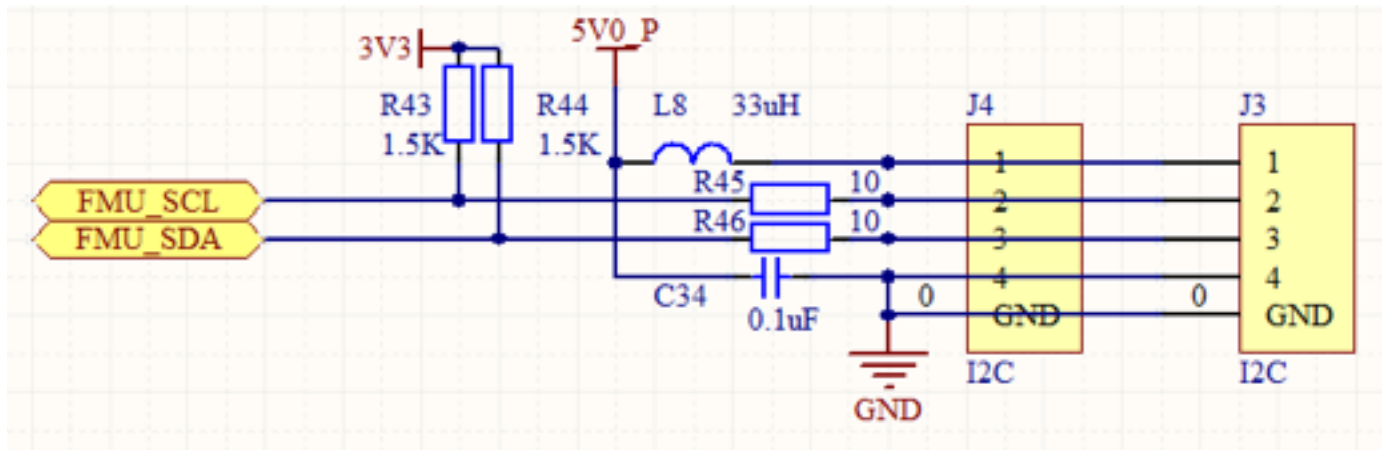 5V0_P
3V3
R43
R44
L8
33uH
J4
J3
1.5K
1.5K
1
1
R45
10
FMU_SCL
2
2
R46
10
FMU_SDA
3
3
4
4
C34
0
0
0.1uF
GND
GND
I2C
I2C
GND